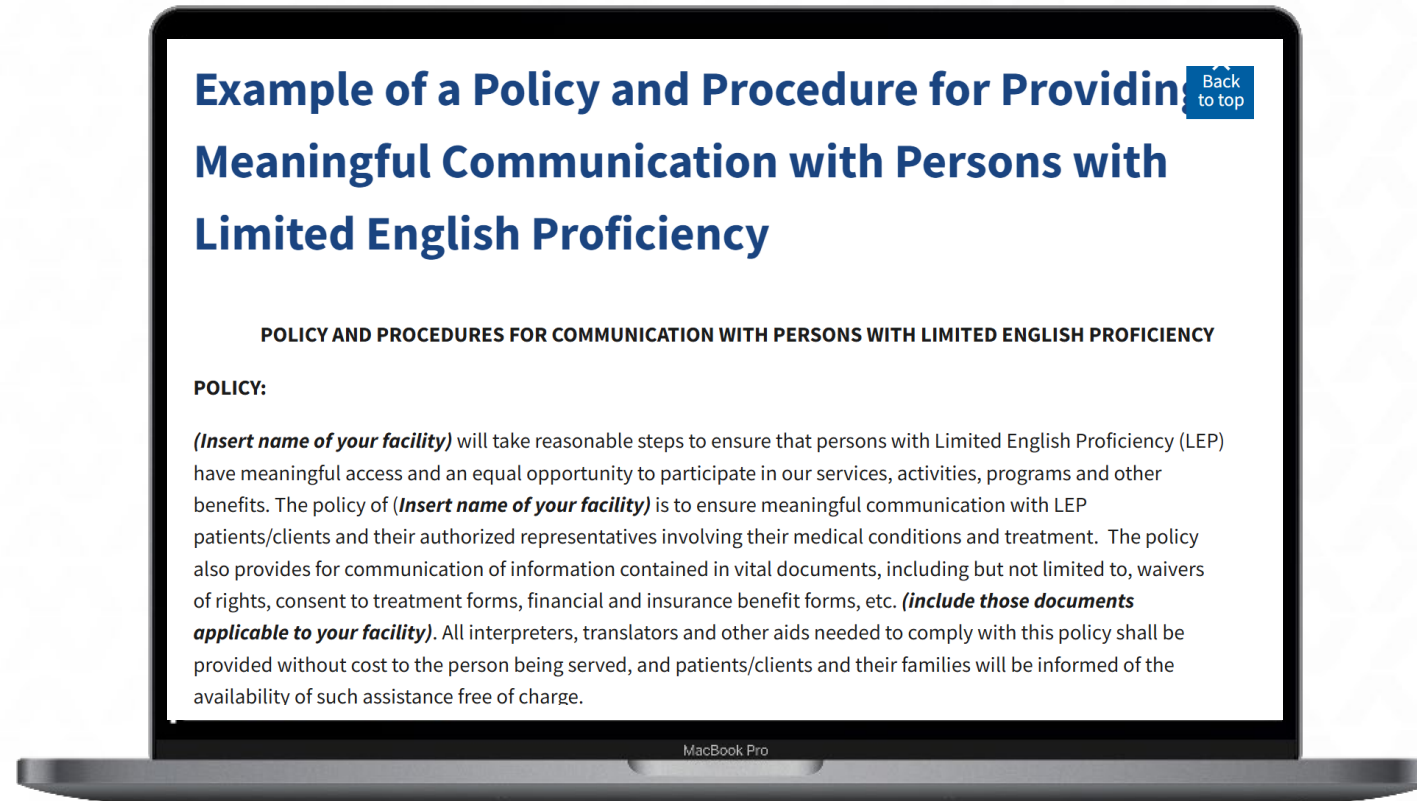 Example of a Policy and Procedure for Providing
Back
to top
Meaningful Communication with Persons with
Limited English Proficiency
POLICY AND PROCEDURES FOR COMMUNICATION WITH PERSONS WITH LIMITED ENGLISH PROFICIENCY
POLICY:
(Insert name of your facility) will take reasonable steps to ensure that persons with Limited English Proficiency (LEP)
have meaningful access and an equal opportunity to participate in our services, activities, programs and other
benefits. The policy of (Insert name of your facility) is to ensure meaningful communication with LEP
patients/clients and their authorized representatives involving their medical conditions and treatment.  The policy
also provides for communication of information contained in vital documents, including but not limited to, waivers
of rights, consent to treatment forms, financial and insurance benefit forms, etc. (include those documents
applicable to your facility). All interpreters, translators and other aids needed to comply with this policy shall be
provided without cost to the person being served, and patients/clients and their families will be informed of the
availability of such assistance free of charge.
MacBook Pro